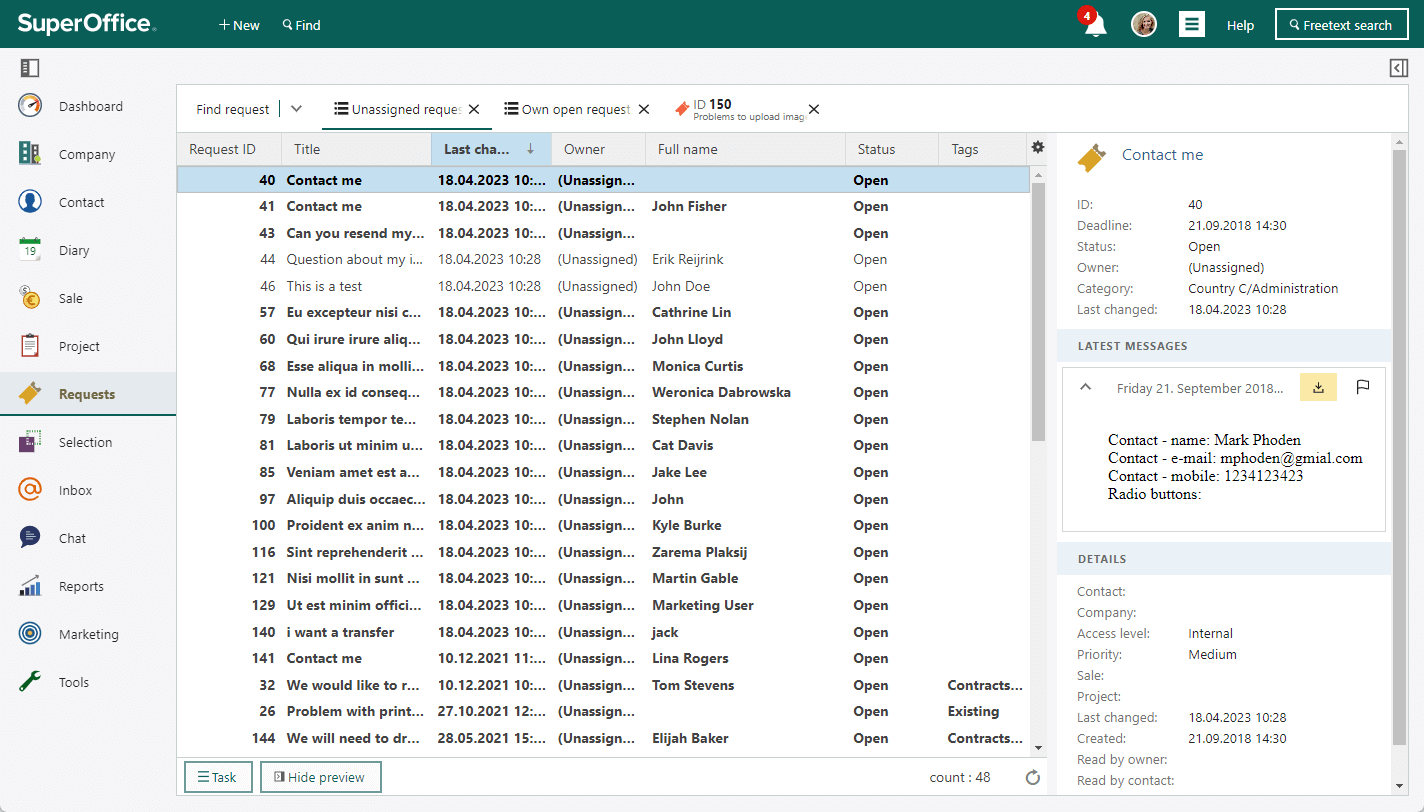 SuperOffice.
+ New
Find
4
Help
Freetext search
Dashboard
Company
Contact
19
Diary
Sale
Project
Requests
Selection
Inbox
Chat
Reports
Marketing
Tools
Find request
Unassigned reques
Own open request
ID 150
Problems to upload imag
Request ID Title Last cha... ↓ Owner Full name Status Tags
40 Contact me 18.04.2023 10:... (Unassign... Open
41 Contact me 18.04.2023 10:... (Unassign... John Fisher Open
43 Can you resend my... 18.04.2023 10:... (Unassign... Open
44 Question about my i... 18.04.2023 10:28 (Unassigned) Erik Reijrink Open
46 This is a test 18.04.2023 10:28 (Unassigned) John Doe Open
57 Eu excepteur nisi c... 18.04.2023 10:... (Unassign... Cathrine Lin Open
60 Qui irure irure aliq... 18.04.2023 10:... (Unassign... John Lloyd Open
68 Esse aliqua in molli... 18.04.2023 10:... (Unassign... Monica Curtis Open
77 Nulla ex id conseq... 18.04.2023 10:... (Unassign... Weronica Dabrowska Open
79 Laboris tempor te... 18.04.2023 10:... (Unassign... Stephen Nolan Open
81 Laboris ut minim u... 18.04.2023 10:... (Unassign... Cat Davis Open
85 Veniam amet est a... 18.04.2023 10:... (Unassign... Jake Lee Open
97 Aliquip duis occaec... 18.04.2023 10:... (Unassign... John Open
100 Proident ex anim n... 18.04.2023 10:... (Unassign... Kyle Burke Open
116 Sint reprehenderit ... 18.04.2023 10:... (Unassign... Zarema Plaksij Open
121 Nisi mollit in sunt ... 18.04.2023 10:... (Unassign... Martin Gable Open
129 Ut est minim offici... 18.04.2023 10:... (Unassign... Marketing User Open
140 i want a transfer 18.04.2023 10:... (Unassign... jack Open
141 Contact me 10.12.2021 11:... (Unassign... Lina Rogers Open
32 We would like to r... 10.12.2021 10:... (Unassign... Tom Stevens Open Contracts...
26 Problem with print... 27.10.2021 12:... (Unassign... Open Existing
144 We will need to dr... 28.05.2021 15:... (Unassign... Elijah Baker Open Contracts...
Task
Hide preview
count : 48
Contact me
ID: 40
Deadline: 21.09.2018 14:30
Status: Open
Owner: (Unassigned)
Category: Country C/Administration
Last changed: 18.04.2023 10:28
LATEST MESSAGES
Friday 21. September 2018...
Contact - name: Mark Phoden
Contact - e-mail: mphoden@gmial.com
Contact - mobile: 1234123423
Radio buttons:
DETAILS
Contact:
Company:
Access level: Internal
Priority: Medium
Sale:
Project:
Last changed: 18.04.2023 10:28
Created: 21.09.2018 14:30
Read by owner:
Read by contact: